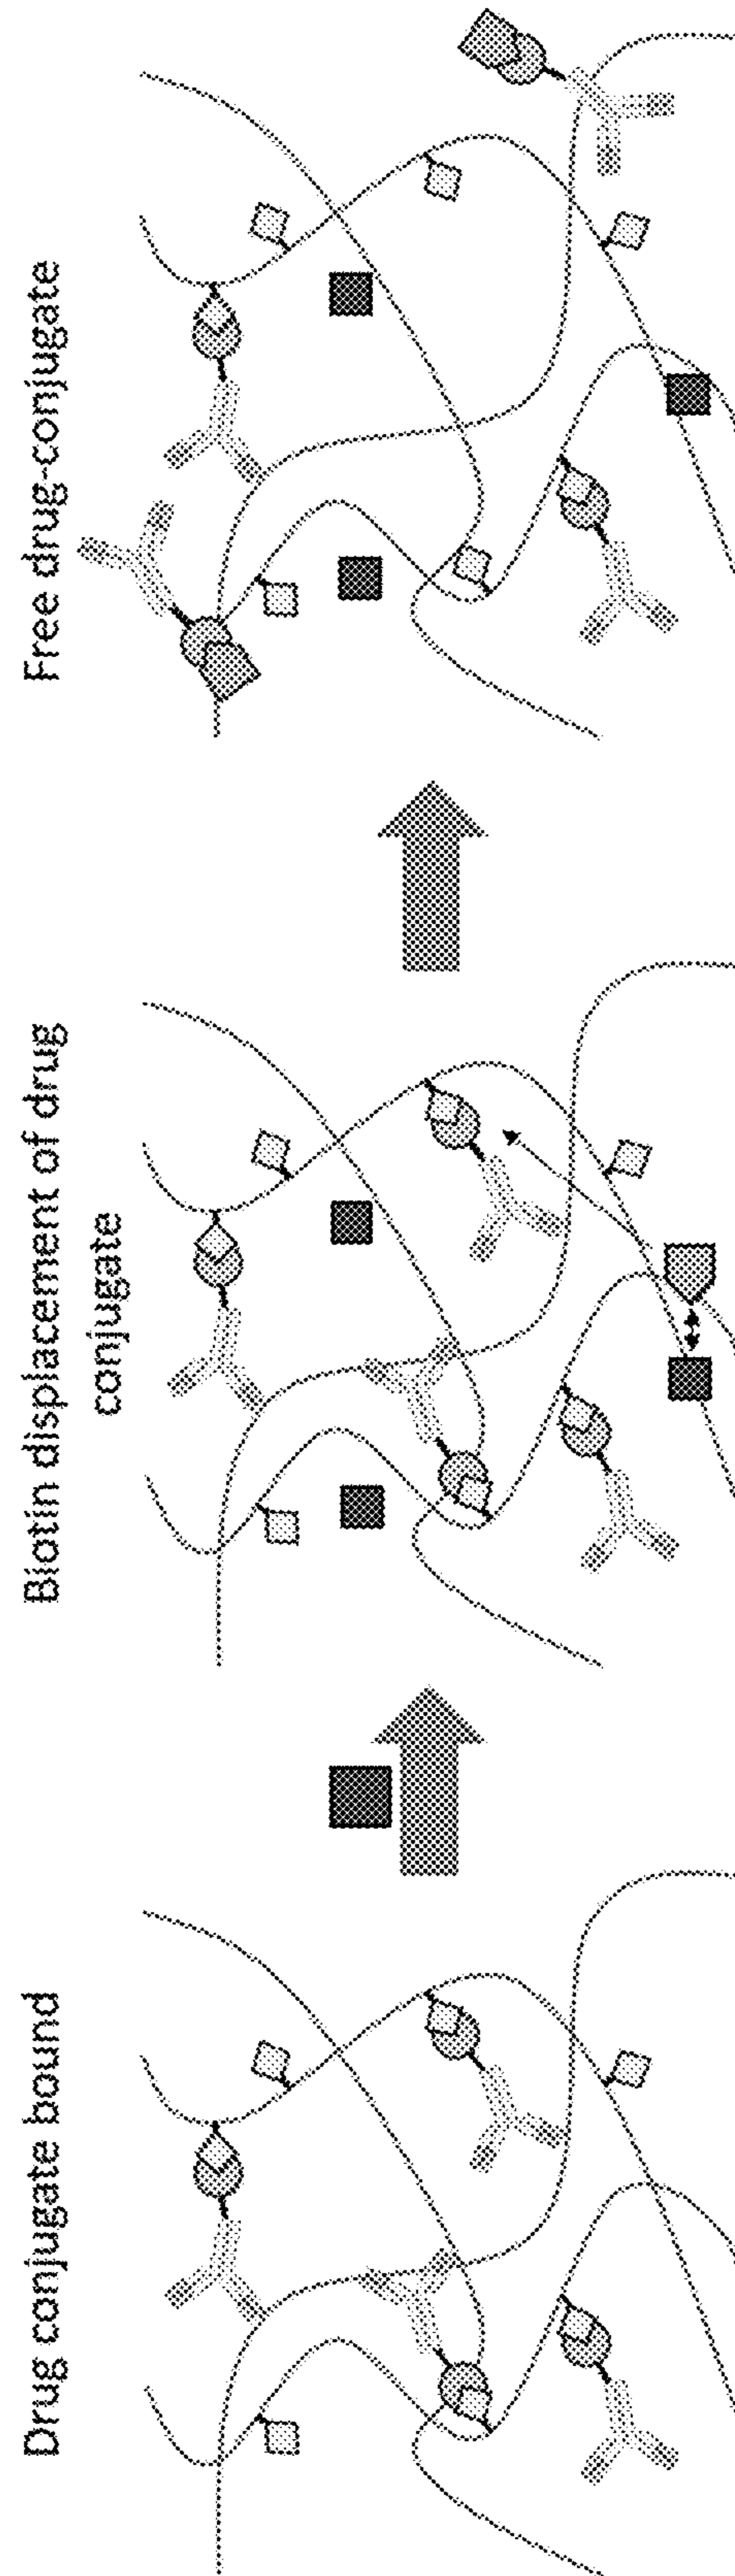 Drug conjugate bound
Biotin displacement of drug
conjugate
Free drug-conjugate